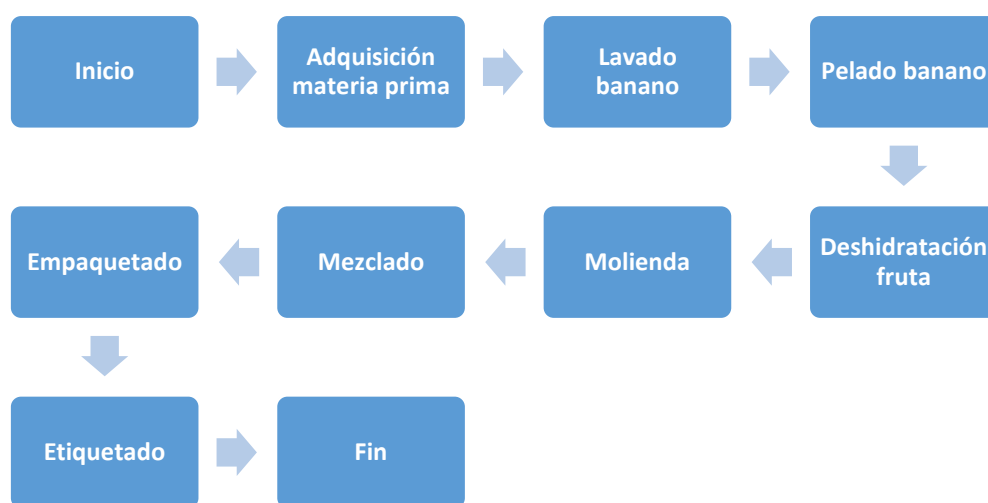 Inicio
Adquisición
materia prima
Lavado
banano
Pelado banano
Deshidratación
fruta
Molienda
Mezclado
Empaquetado
Etiquetado
Fin